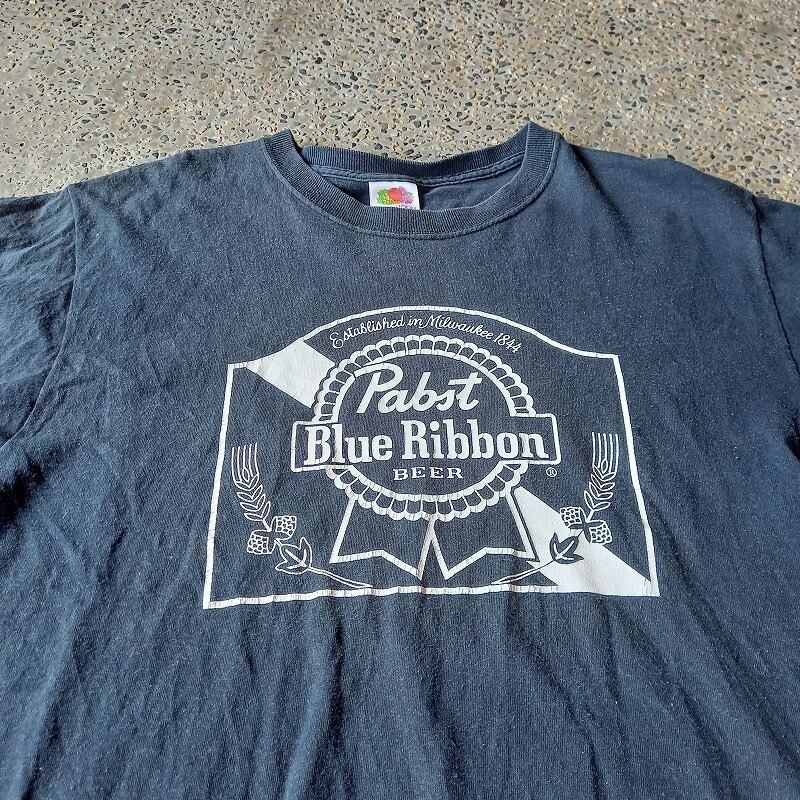 Established in Milwaukee 1844
Pabst
Blue Ribbon
BEER ®